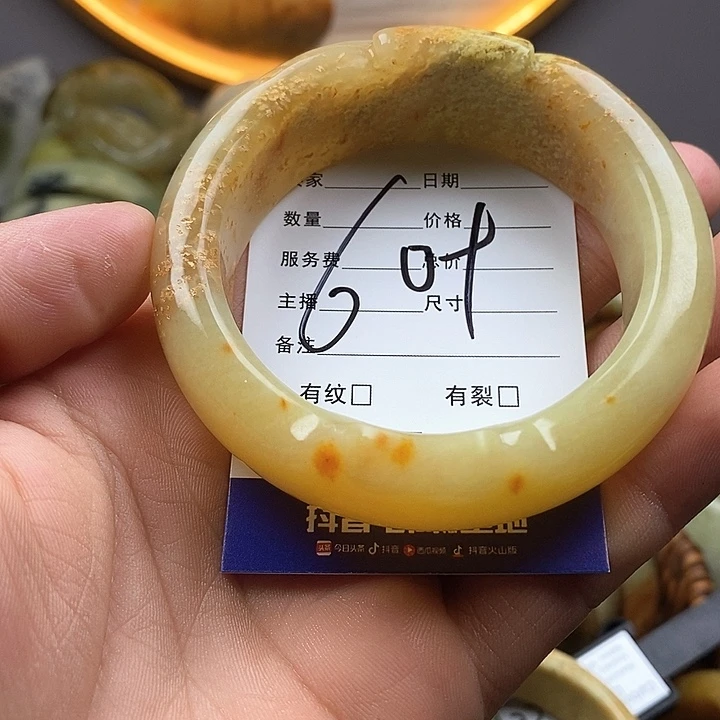 家 日期
数量 价格
服务费 总价
主播 尺寸
备注
有纹□ 有裂□
抖音
今日头条 抖音 西瓜视频 抖音火山版